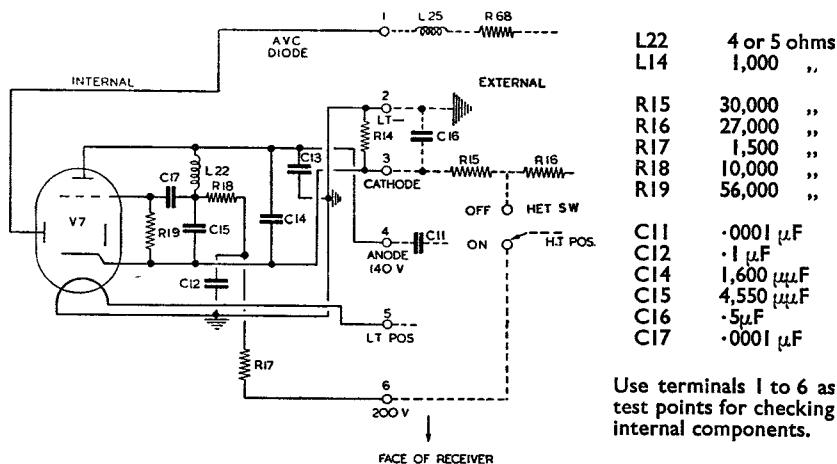 1
L 25
R 68
AVC
DIODE
INTERNAL
EXTERNAL
2
LT—
R14
C16
C13
3
CATHODE
R15
R16
C17
L 22
R18
V7
R19
C15
C14
OFF
HET SW
4
C11
ON
H.T POS.
ANODE
140 V
C12
5
LT POS
R17
6
200 V
FACE OF RECEIVER
L22 4 or 5 ohms
L14 1,000 ,,
R15 30,000 ,,
R16 27,000 ,,
R17 1,500 ,,
R18 10,000 ,,
R19 56,000 ,,
C11 ·0001 μF
C12 ·1 μF
C14 1,600 μμF
C15 4,550 μμF
C16 ·5μF
C17 ·0001 μF
Use terminals 1 to 6 as
test points for checking
internal components.